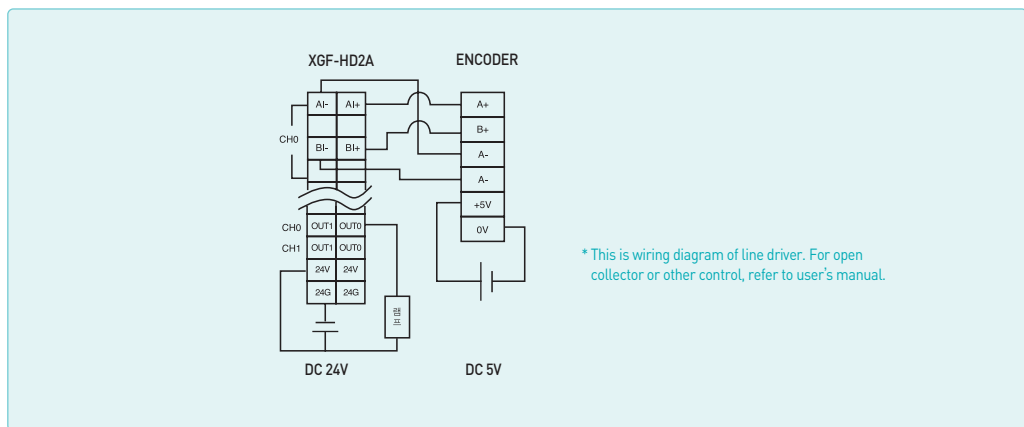 XGF-HD2A ENCODER
AI- AI+ A+
B+
CH0 BI- BI+ A-
A-
+5V
CH0 OUT1 OUT0 0V
CH1 OUT1 OUT0
24V 24V
24G 24G
램
프
DC 24V DC 5V
* This is wiring diagram of line driver. For open
collector or other control, refer to user's manual.